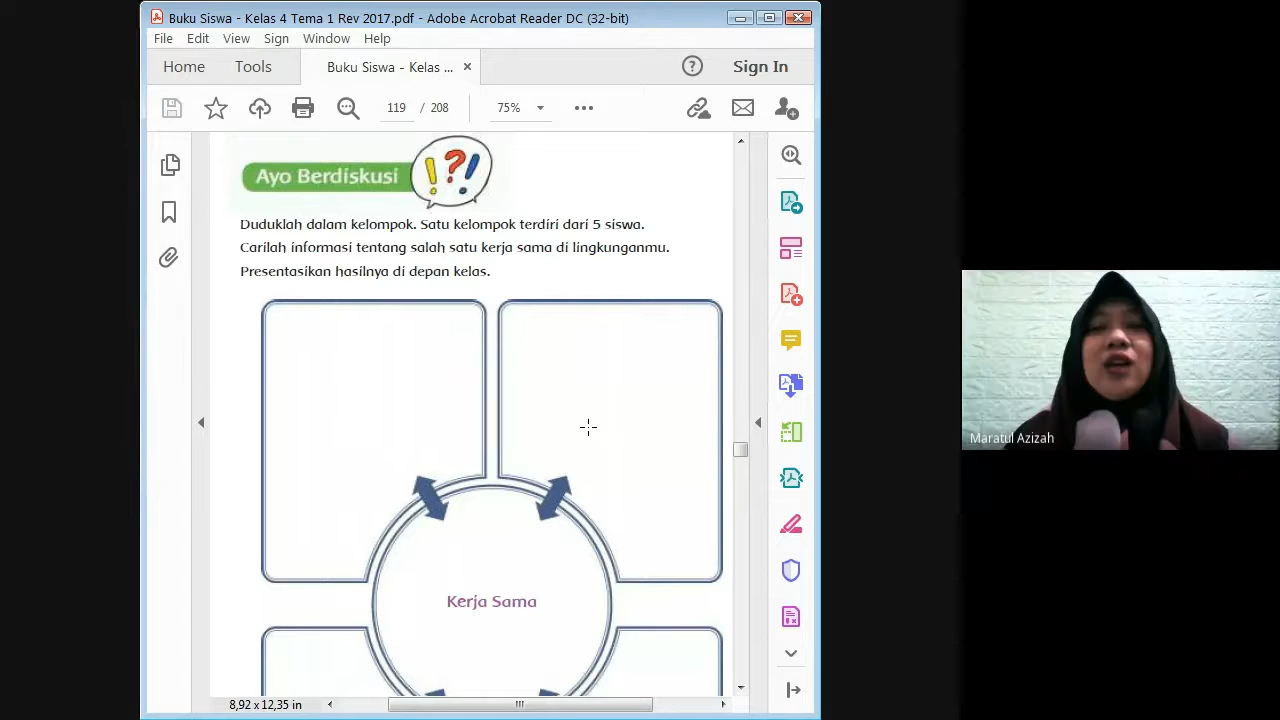 Buku Siswa - Kelas 4 Tema 1 Rev 2017.pdf - Adobe Acrobat Reader DC (32-bit)
File Edit View Sign Window Help
Home Tools Buku Siswa - Kelas ... × ? Sign In
119 / 208 75%
Ayo Berdiskusi !?!
Duduklah dalam kelompok. Satu kelompok terdiri dari 5 siswa.
Carilah informasi tentang salah satu kerja sama di lingkunganmu.
Presentasikan hasilnya di depan kelas.
Kerja Sama
8,92 x 12,35 in
Maratul Azizah